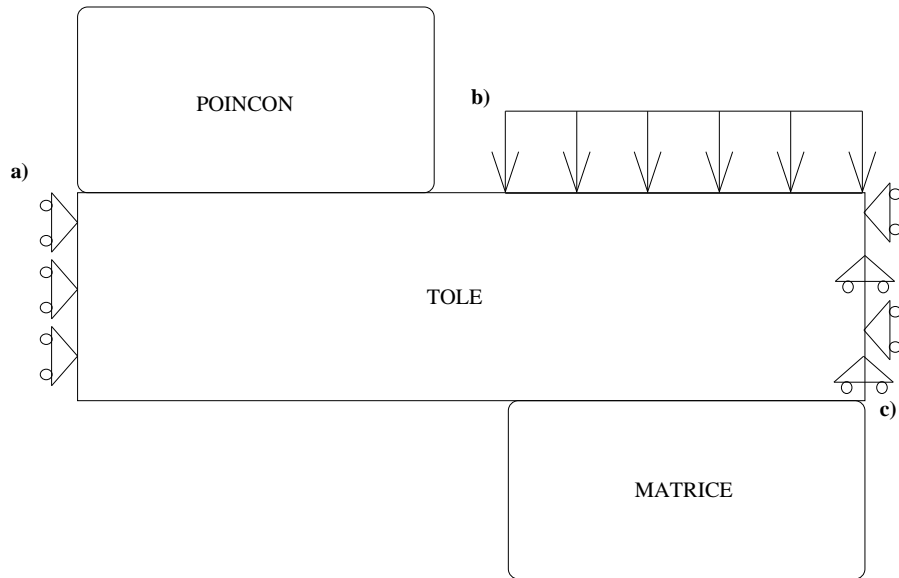 POINCON
b)
a)
TOLE
c)
MATRICE